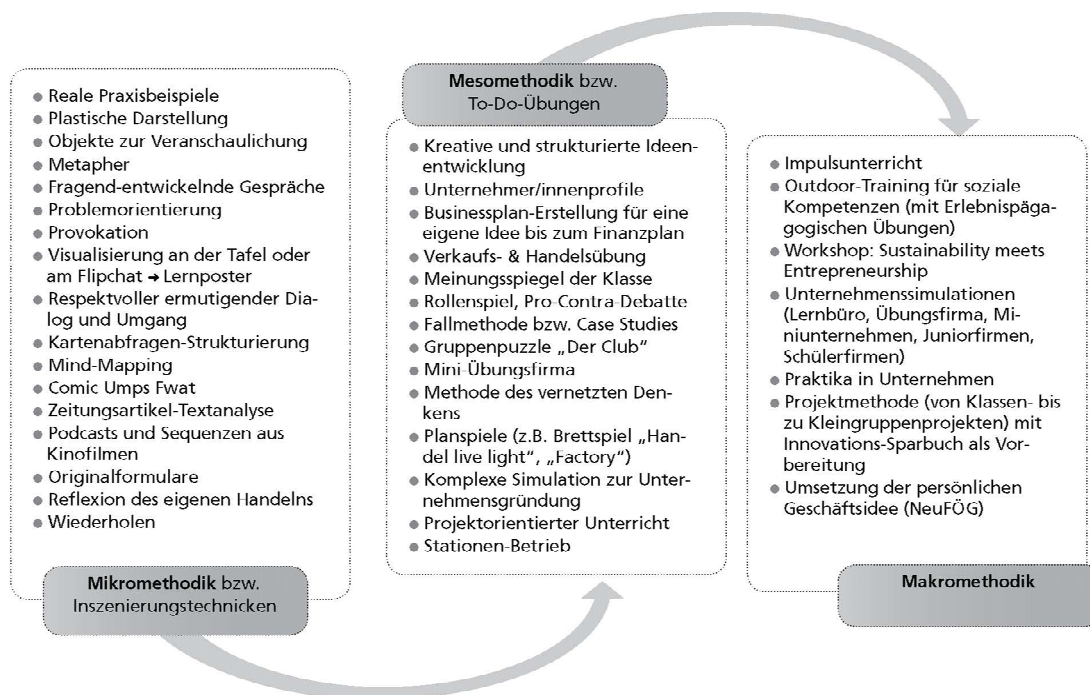 ● Reale Praxisbeispiele
● Plastische Darstellung
● Objekte zur Veranschaulichung
● Metapher
● Fragend-entwickelnde Gespräche
● Problemorientierung
● Provokation
● Visualisierung an der Tafel oder
am Flipchat ➔ Lernposter
● Respektvoller ermutigender Dia-
log und Umgang
● Kartenabfragen-Strukturierung
● Mind-Mapping
● Comic Umps Fwat
● Zeitungsartikel-Textanalyse
● Podcasts und Sequenzen aus
Kinofilmen
● Originalformulare
● Reflexion des eigenen Handelns
● Wiederholen
Mikromethodik bzw.
Inszenierungstechnicken
Mesomethodik bzw.
To-Do-Übungen
● Kreative und strukturierte Ideen-
entwicklung
● Unternehmer/innenprofile
● Businessplan-Erstellung für eine
eigene Idee bis zum Finanzplan
● Verkaufs- & Handelsübung
● Meinungsspiegel der Klasse
● Rollenspiel, Pro-Contra-Debatte
● Fallmethode bzw. Case Studies
● Gruppenpuzzle „Der Club“
● Mini-Übungsfirma
● Methode des vernetzten Den-
kens
● Planspiele (z.B. Brettspiel „Han-
del live light“, „Factory“)
● Komplexe Simulation zur Unter-
nehmensgründung
● Projektorientierter Unterricht
● Stationen-Betrieb
● Impulsunterricht
● Outdoor-Training für soziale
Kompetenzen (mit Erlebnispäga-
gogischen Übungen)
● Workshop: Sustainability meets
Entrepreneurship
● Unternehmenssimulationen
(Lernbüro, Übungsfirma, Mi-
niunternehmen, Juniorfirmen,
Schülerfirmen)
● Praktika in Unternehmen
● Projektmethode (von Klassen- bis
zu Kleingruppenprojekten) mit
Innovations-Sparbuch als Vor-
bereitung
● Umsetzung der persönlichen
Geschäftsidee (NeuFÖG)
Makromethodik